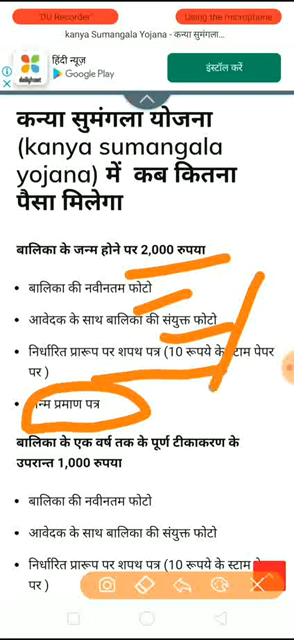 DU Recorder
Using the microphone
kanya Sumangala Yojana - कन्या सुमंगला...
हिंदी न्यूज़
Google Play
dailyhunt
इंस्टॉल करें
कन्या सुमंगला योजना
(kanya sumangala
yojana) में कब कितना
पैसा मिलेगा
बालिका के जन्म होने पर 2,000 रुपया
• बालिका की नवीनतम फोटो
• आवेदक के साथ बालिका की संयुक्त फोटो
• निर्धारित प्रारूप पर शपथ पत्र (10 रूपये के पेपर
पर )
प्रमाण पत्र
बालिका के एक वर्ष तक के पूर्ण टीकाकरण के
उपरान्त 1,000 रुपया
• बालिका की नवीनतम फोटो
• आवेदक के साथ बालिका की संयुक्त फोटो
• निर्धारित प्रारूप पर शपथ पत्र (10 रूपये के स्टाम
पर )